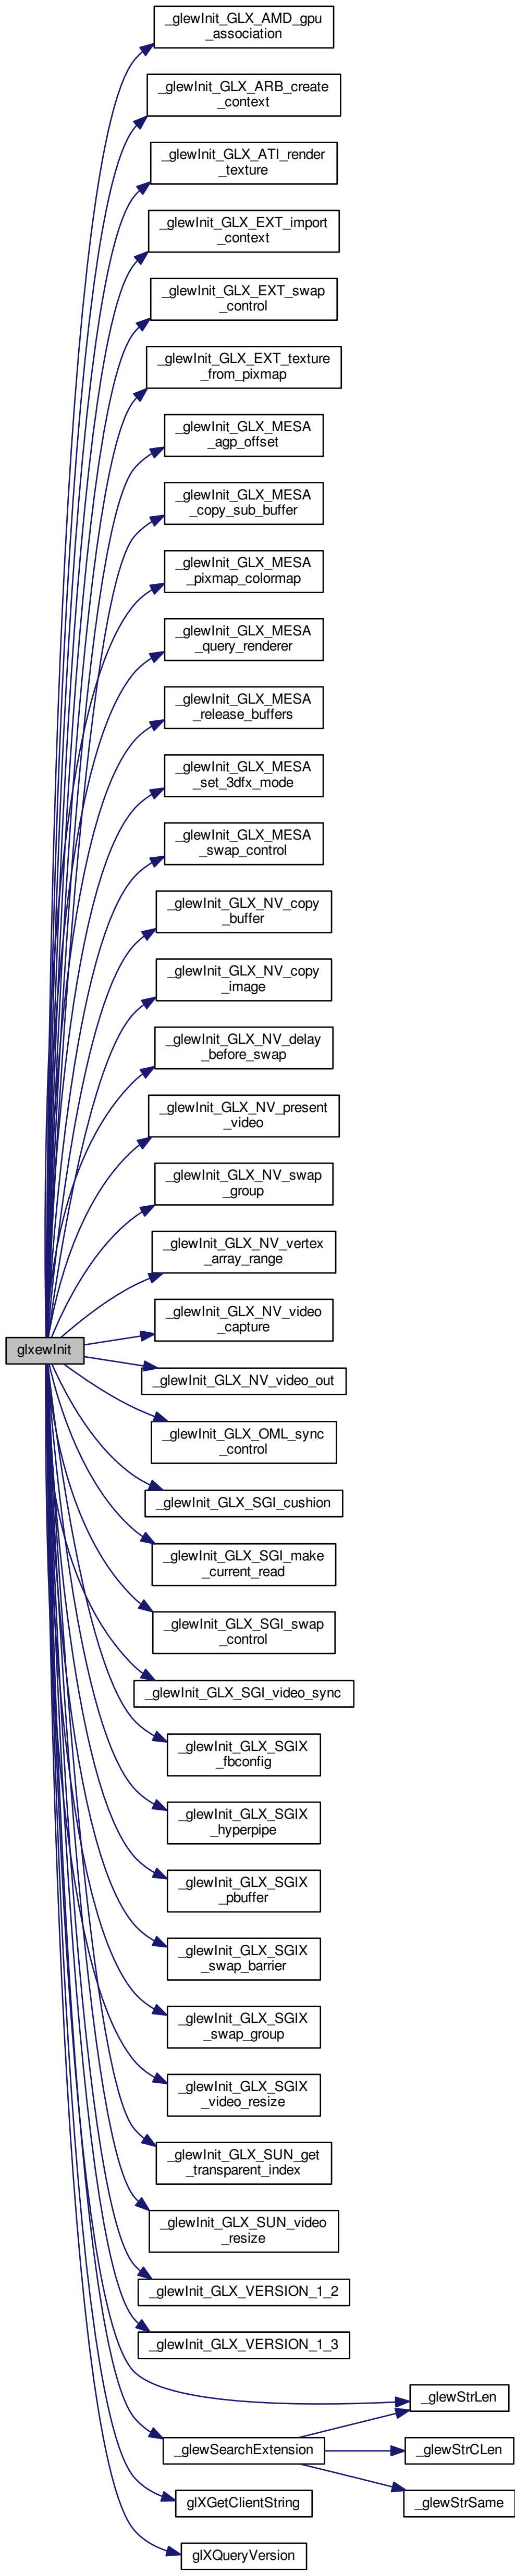 _glewInit_GLX_AMD_gpu
_association
_glewInit_GLX_ARB_create
_context
_glewInit_GLX_ATI_render
_texture
_glewInit_GLX_EXT_import
_context
_glewInit_GLX_EXT_swap
_control
_glewInit_GLX_EXT_texture
_from_pixmap
_glewInit_GLX_MESA
_agp_offset
_glewInit_GLX_MESA
_copy_sub_buffer
_glewInit_GLX_MESA
_pixmap_colormap
_glewInit_GLX_MESA
_query_renderer
_glewInit_GLX_MESA
_release_buffers
_glewInit_GLX_MESA
_set_3dfx_mode
_glewInit_GLX_MESA
_swap_control
_glewInit_GLX_NV_copy
_buffer
_glewInit_GLX_NV_copy
_image
_glewInit_GLX_NV_delay
_before_swap
_glewInit_GLX_NV_present
_video
_glewInit_GLX_NV_swap
_group
_glewInit_GLX_NV_vertex
_array_range
_glewInit_GLX_NV_video
_capture
glxewInit
_glewInit_GLX_NV_video_out
_glewInit_GLX_OML_sync
_control
_glewInit_GLX_SGI_cushion
_glewInit_GLX_SGI_make
_current_read
_glewInit_GLX_SGI_swap
_control
_glewInit_GLX_SGI_video_sync
_glewInit_GLX_SGIX
_fbconfig
_glewInit_GLX_SGIX
_hyperpipe
_glewInit_GLX_SGIX
_pbuffer
_glewInit_GLX_SGIX
_swap_barrier
_glewInit_GLX_SGIX
_swap_group
_glewInit_GLX_SGIX
_video_resize
_glewInit_GLX_SUN_get
_transparent_index
_glewInit_GLX_SUN_video
_resize
_glewInit_GLX_VERSION_1_2
_glewInit_GLX_VERSION_1_3
_glewStrLen
_glewSearchExtension
_glewStrCLen
_glewStrSame
glXGetClientString
glXQueryVersion